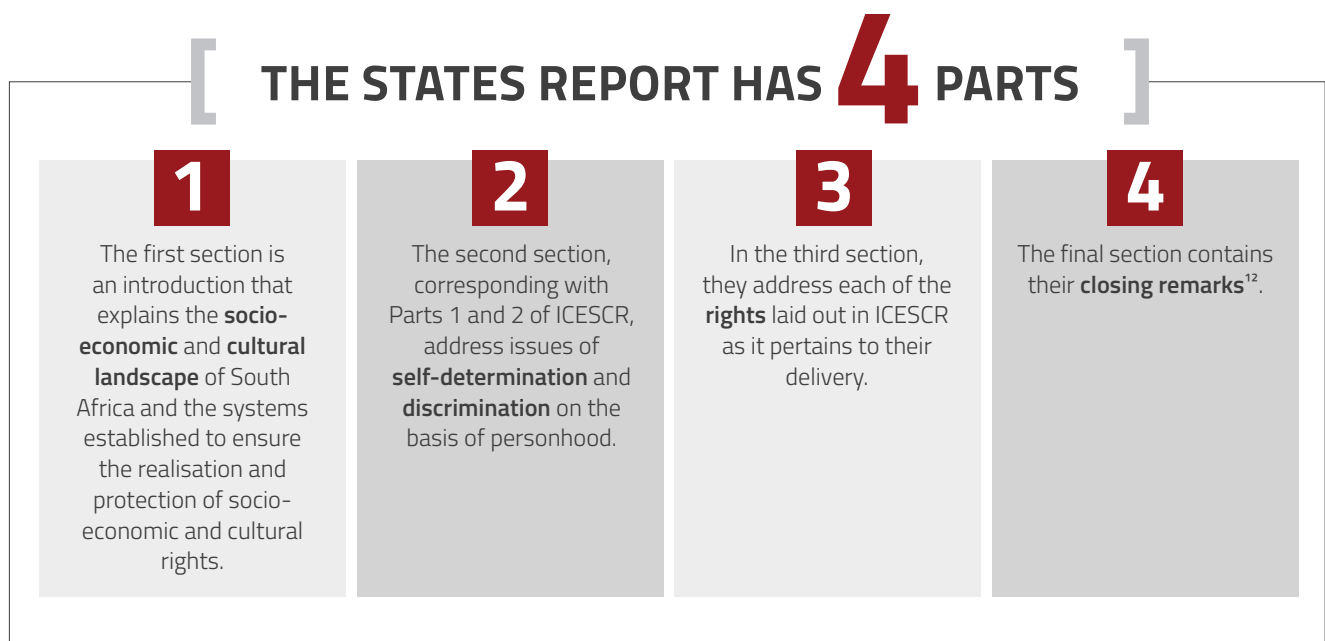 [ THE STATES REPORT HAS 4 PARTS ]
1
The first section is
an introduction that
explains the socio-
economic and cultural
landscape of South
Africa and the systems
established to ensure
the realisation and
protection of socio-
economic and cultural
rights.
2
The second section,
corresponding with
Parts 1 and 2 of ICESCR,
address issues of
self-determination and
discrimination on the
basis of personhood.
3
In the third section,
they address each of the
rights laid out in ICESCR
as it pertains to their
delivery.
4
The final section contains
their closing remarks¹².